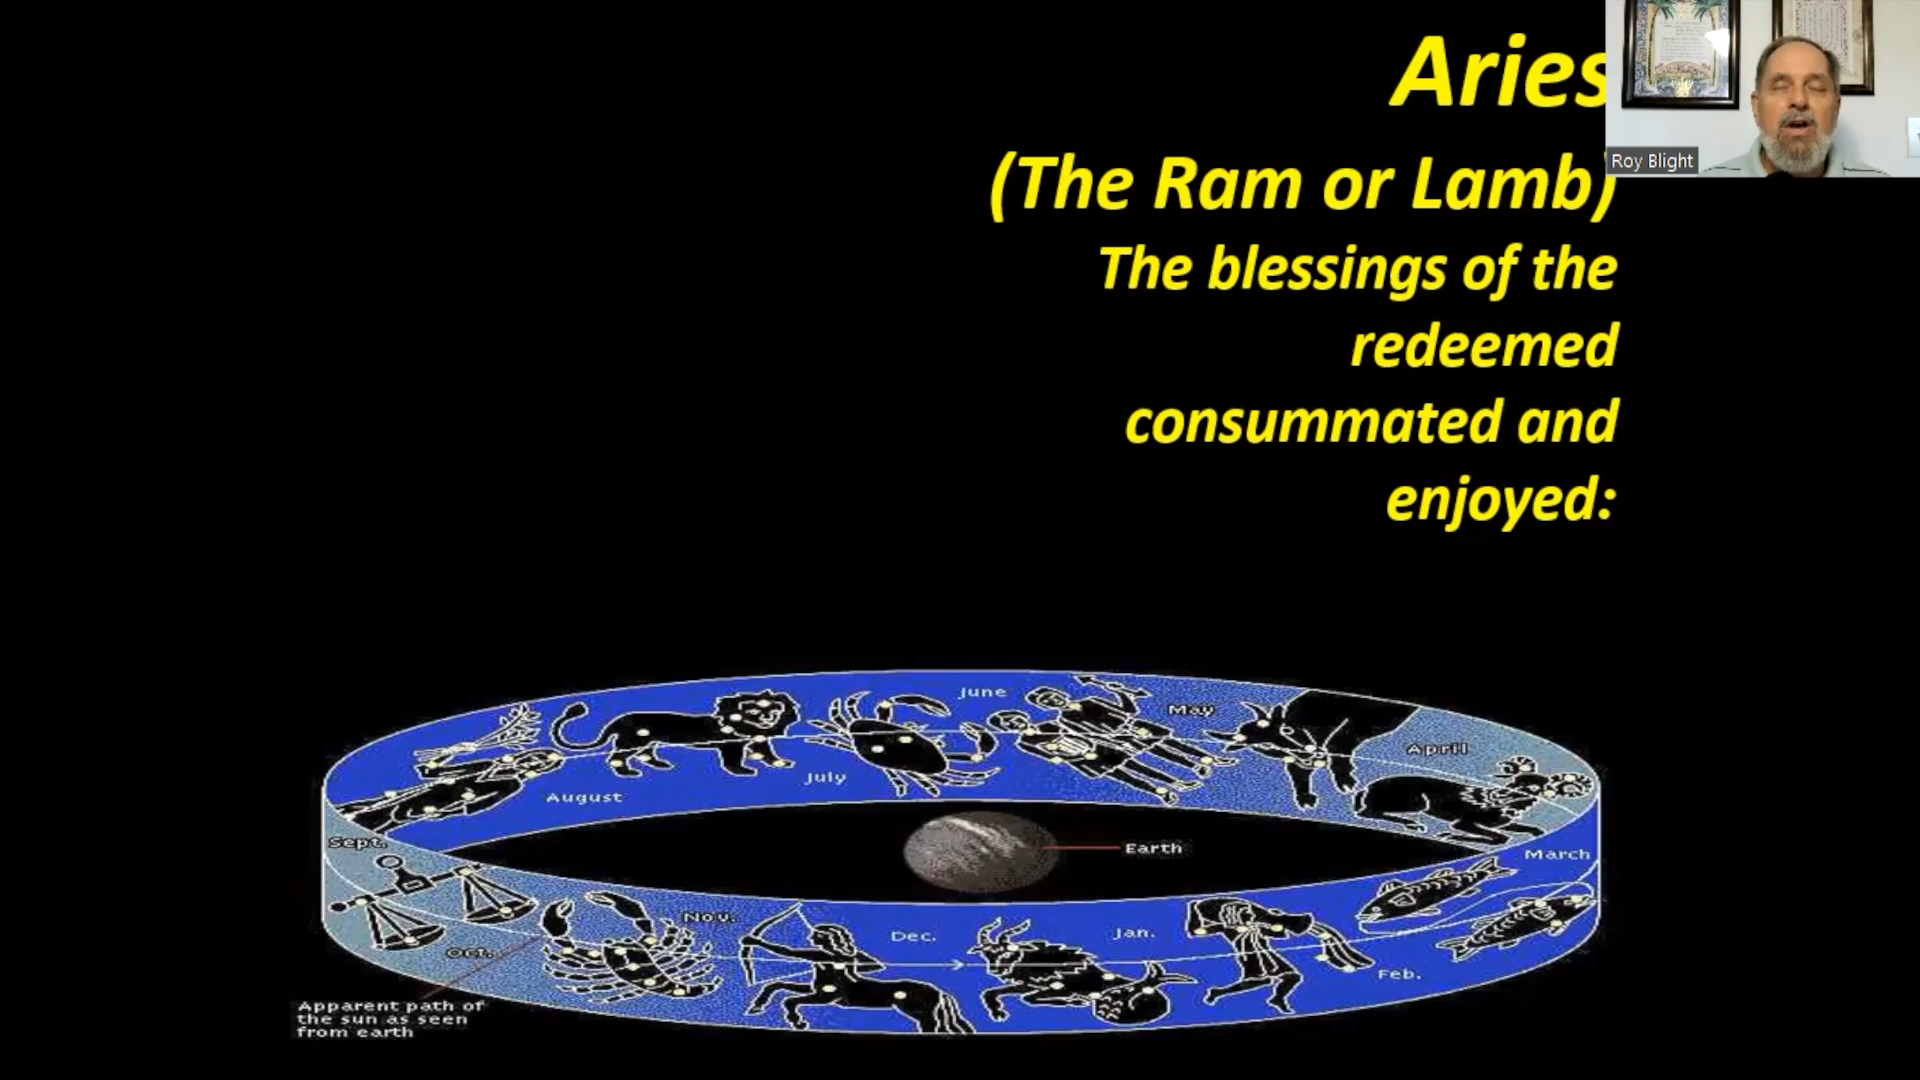 Aries
(The Ram or Lamb)
The blessings of the
redeemed
consummated and
enjoyed:
Roy Blight
June
May
April
July
August
Sept.
Earth
March
Nov.
Oct.
Dec.
Jan.
Feb.
Apparent path of
the sun as seen
from earth